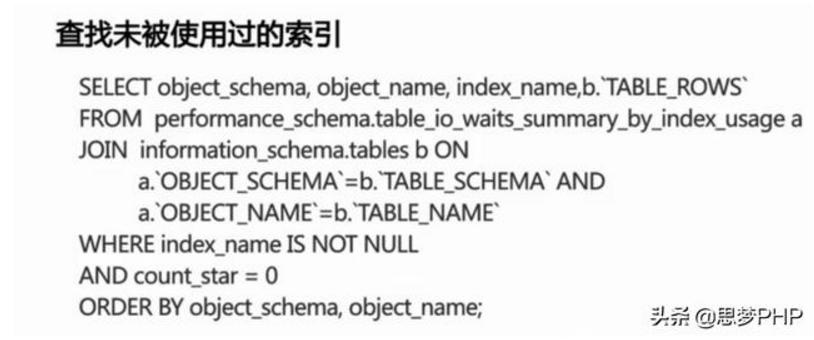 查找未被使用过的索引
SELECT object_schema, object_name, index_name,b.`TABLE_ROWS`
FROM performance_schema.table_io_waits_summary_by_index_usage a
JOIN information_schema.tables b ON
a.`OBJECT_SCHEMA`=b.`TABLE_SCHEMA` AND
a.`OBJECT_NAME`=b.`TABLE_NAME`
WHERE index_name IS NOT NULL
AND count_star = 0
ORDER BY object_schema, object_name;
头条 @思梦PHP